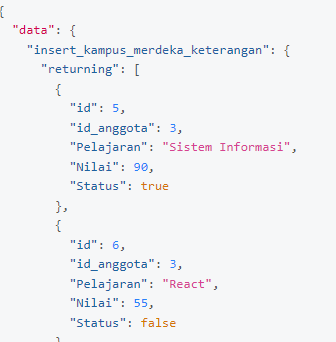 {
"data": {
"insert_kampus_merdeka_keterangan": {
"returning": [
{
"id": 5,
"id_anggota": 3,
"Pelajaran": "Sistem Informasi",
"Nilai": 90,
"Status": true
},
{
"id": 6,
"id_anggota": 3,
"Pelajaran": "React",
"Nilai": 55,
"Status": false
}